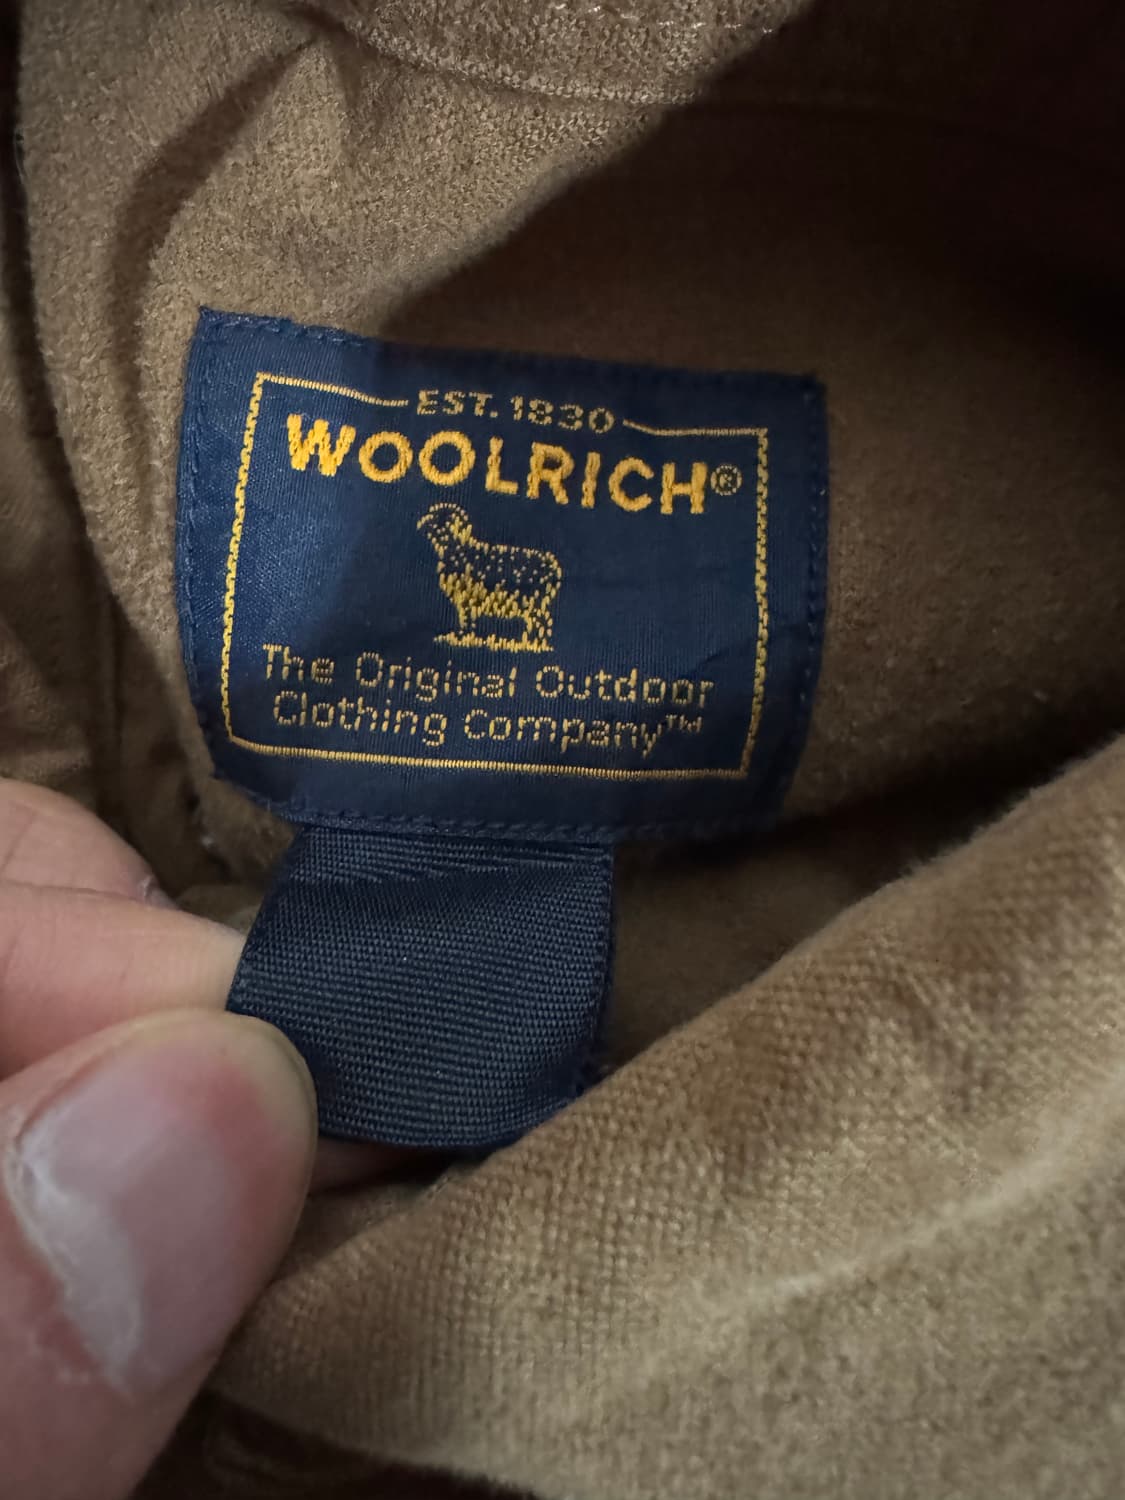 EST. 1830
WOOLRICH®
The Original Outdoor
Clothing Company™